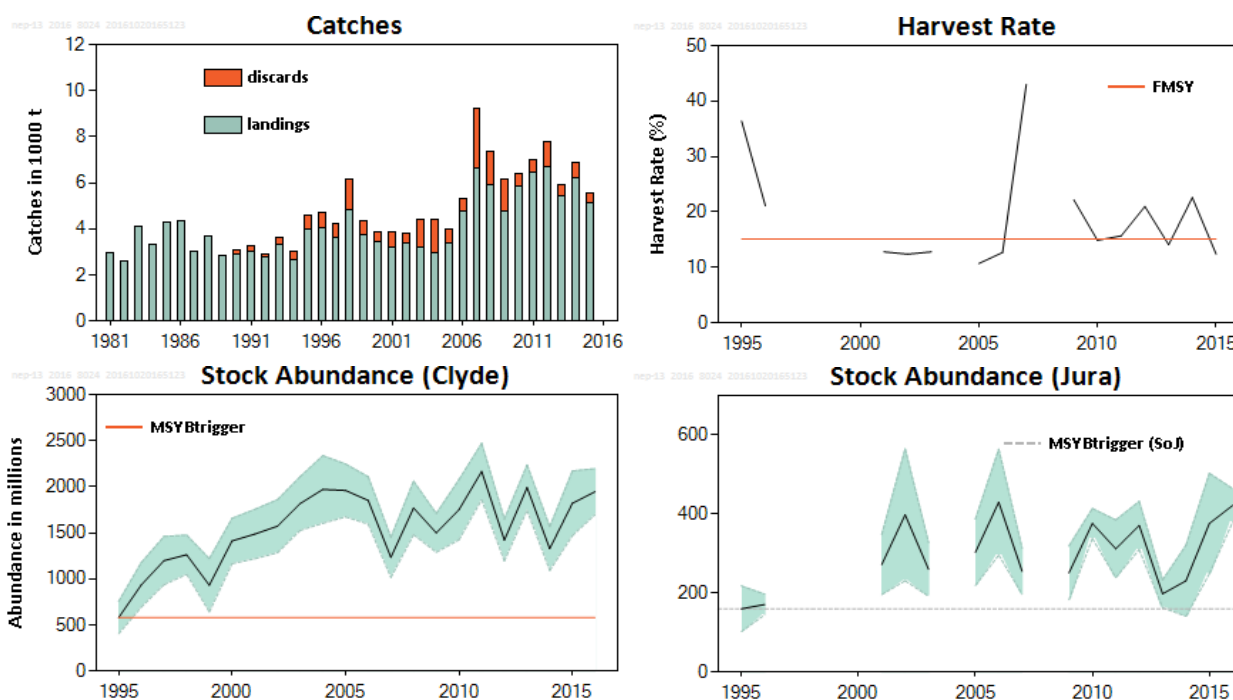 nep-13 2016 8024 20161020165123
Catches
12
10
8
6
4
2
0
Catches in 1000 t
discards
landings
1981
1986
1991
1996
2001
2006
2011
2016
nep-13 2016 8024 20161020165123
Harvest Rate
50
40
30
20
10
0
Harvest Rate (%)
FMSY
1995
2000
2005
2010
2015
nep-13 2016 8024 20161020165123
Stock Abundance (Clyde)
3000
2500
2000
1500
1000
500
0
Abundance in millions
MSYBtrigger
1995
2000
2005
2010
2015
nep-13 2016 8024 20161020165123
Stock Abundance (Jura)
600
400
200
0
MSYBtrigger (SoJ)
1995
2000
2005
2010
2015